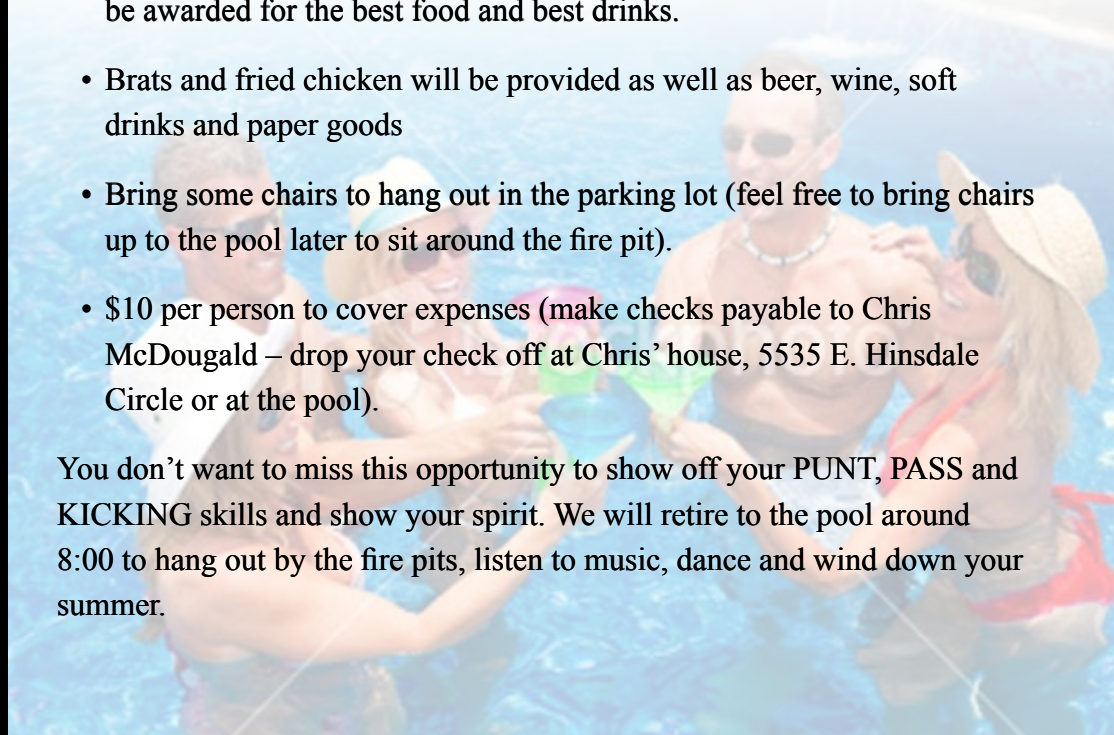 be awarded for the best food and best drinks.
• Brats and fried chicken will be provided as well as beer, wine, soft
drinks and paper goods
• Bring some chairs to hang out in the parking lot (feel free to bring chairs
up to the pool later to sit around the fire pit).
• $10 per person to cover expenses (make checks payable to Chris
McDougald – drop your check off at Chris’ house, 5535 E. Hinsdale
Circle or at the pool).
You don’t want to miss this opportunity to show off your PUNT, PASS and
KICKING skills and show your spirit. We will retire to the pool around
8:00 to hang out by the fire pits, listen to music, dance and wind down your
summer.